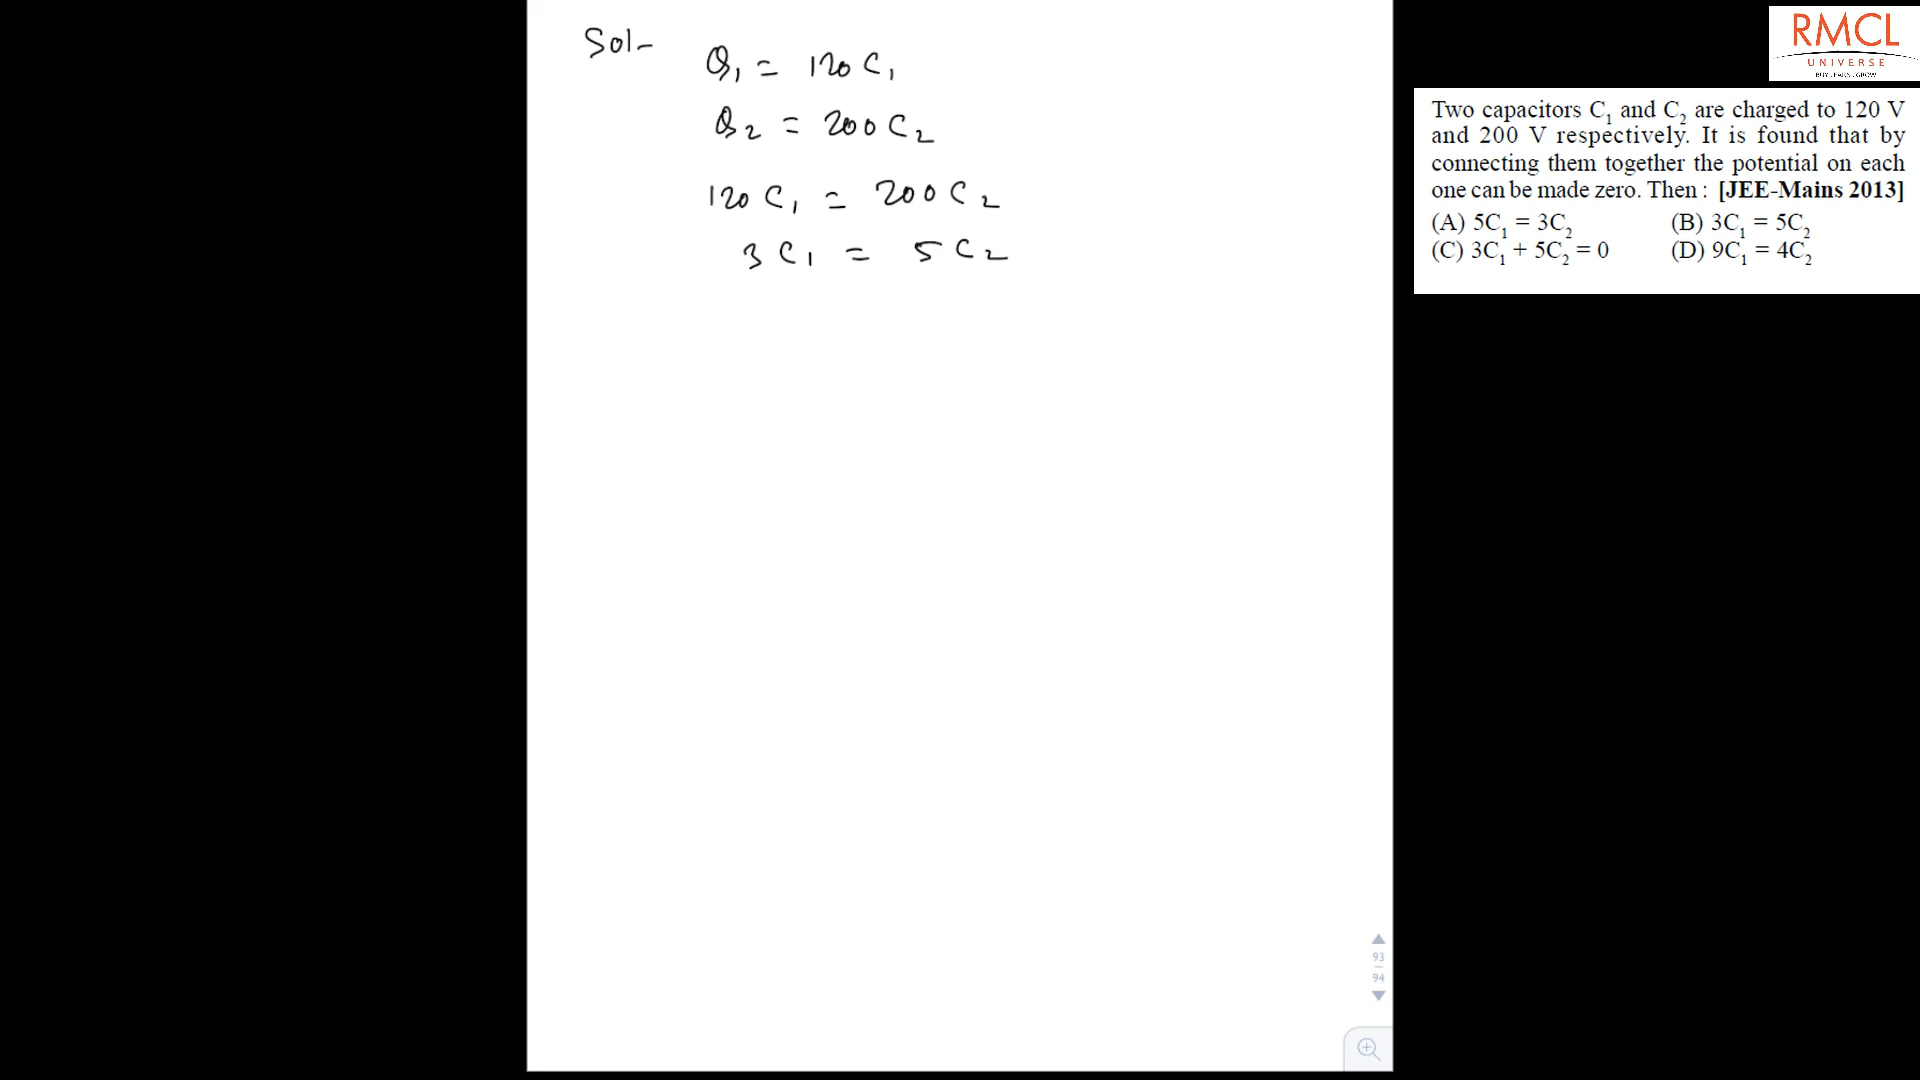 Sol-
Q₁ = 120 C₁
Q₂ = 200 C₂
120 C₁ = 200 C₂
3 C₁ = 5 C₂
RMCL
UNIVERSE
BUY . EARN . GROW
Two capacitors C₁ and C₂ are charged to 120 V
and 200 V respectively. It is found that by
connecting them together the potential on each
one can be made zero. Then : [JEE-Mains 2013]
(A) 5C₁ = 3C₂ (B) 3C₁ = 5C₂
(C) 3C₁ + 5C₂ = 0 (D) 9C₁ = 4C₂
93
94